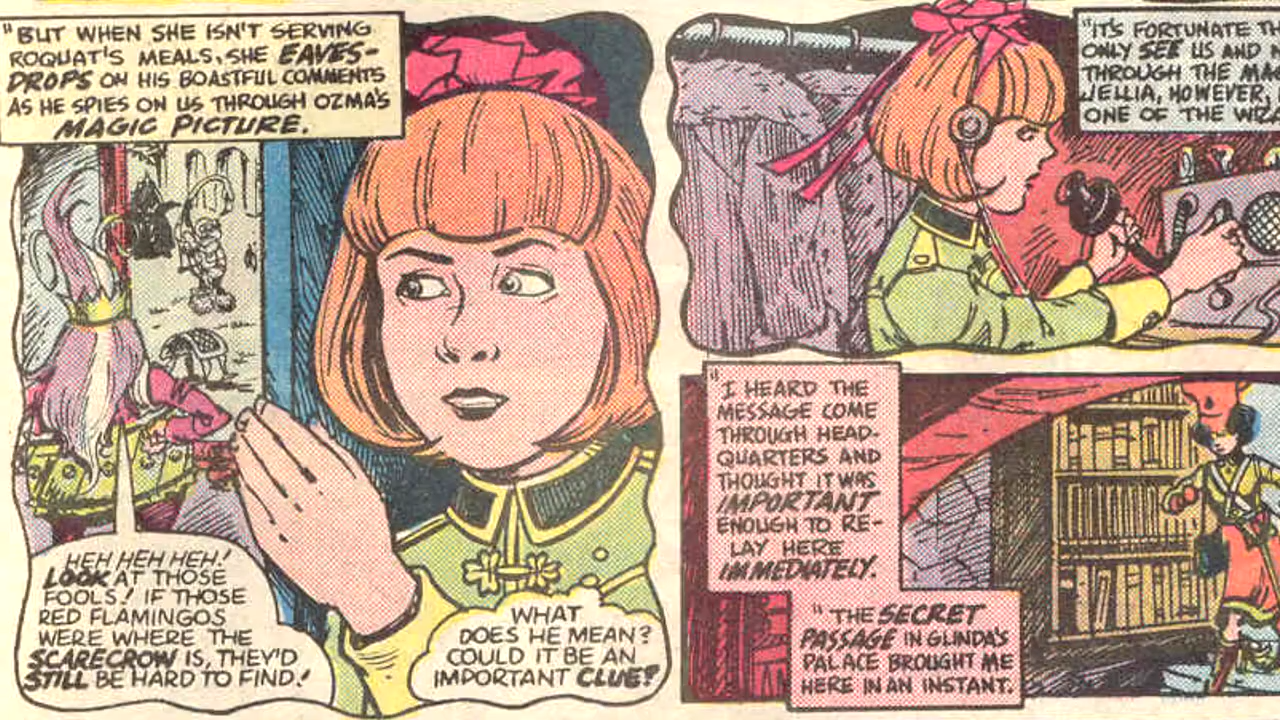 "BUT WHEN SHE ISN'T SERVING
ROQUAT'S MEALS, SHE EAVES-
DROPS ON HIS BOASTFUL COMMENTS
AS HE SPIES ON US THROUGH OZMA'S
MAGIC PICTURE.
HEH HEH HEH!
LOOK AT THOSE
FOOLS! IF THOSE
RED FLAMINGOS
WERE WHERE THE
SCARECROW IS, THEY'D
STILL BE HARD TO FIND!
WHAT
DOES HE MEAN?
COULD IT BE AN
IMPORTANT CLUE?
"IT'S FORTUNATE
ONLY SEE US AND
THROUGH THE
JELLIA, HOWEVER,
ONE OF THE
"I HEARD THE
MESSAGE COME
THROUGH HEAD-
QUARTERS AND
THOUGHT IT WAS
IMPORTANT
ENOUGH TO RE-
LAY HERE
IMMEDIATELY.
"THE SECRET
PASSAGE IN GLINDA'S
PALACE BROUGHT ME
HERE IN AN INSTANT.